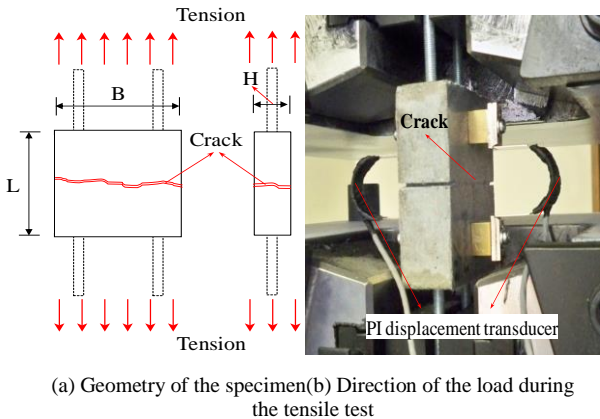 Tension
H
B
Crack
Crack
L
PI displacement transducer
Tension
(a) Geometry of the specimen(b) Direction of the load during
the tensile test